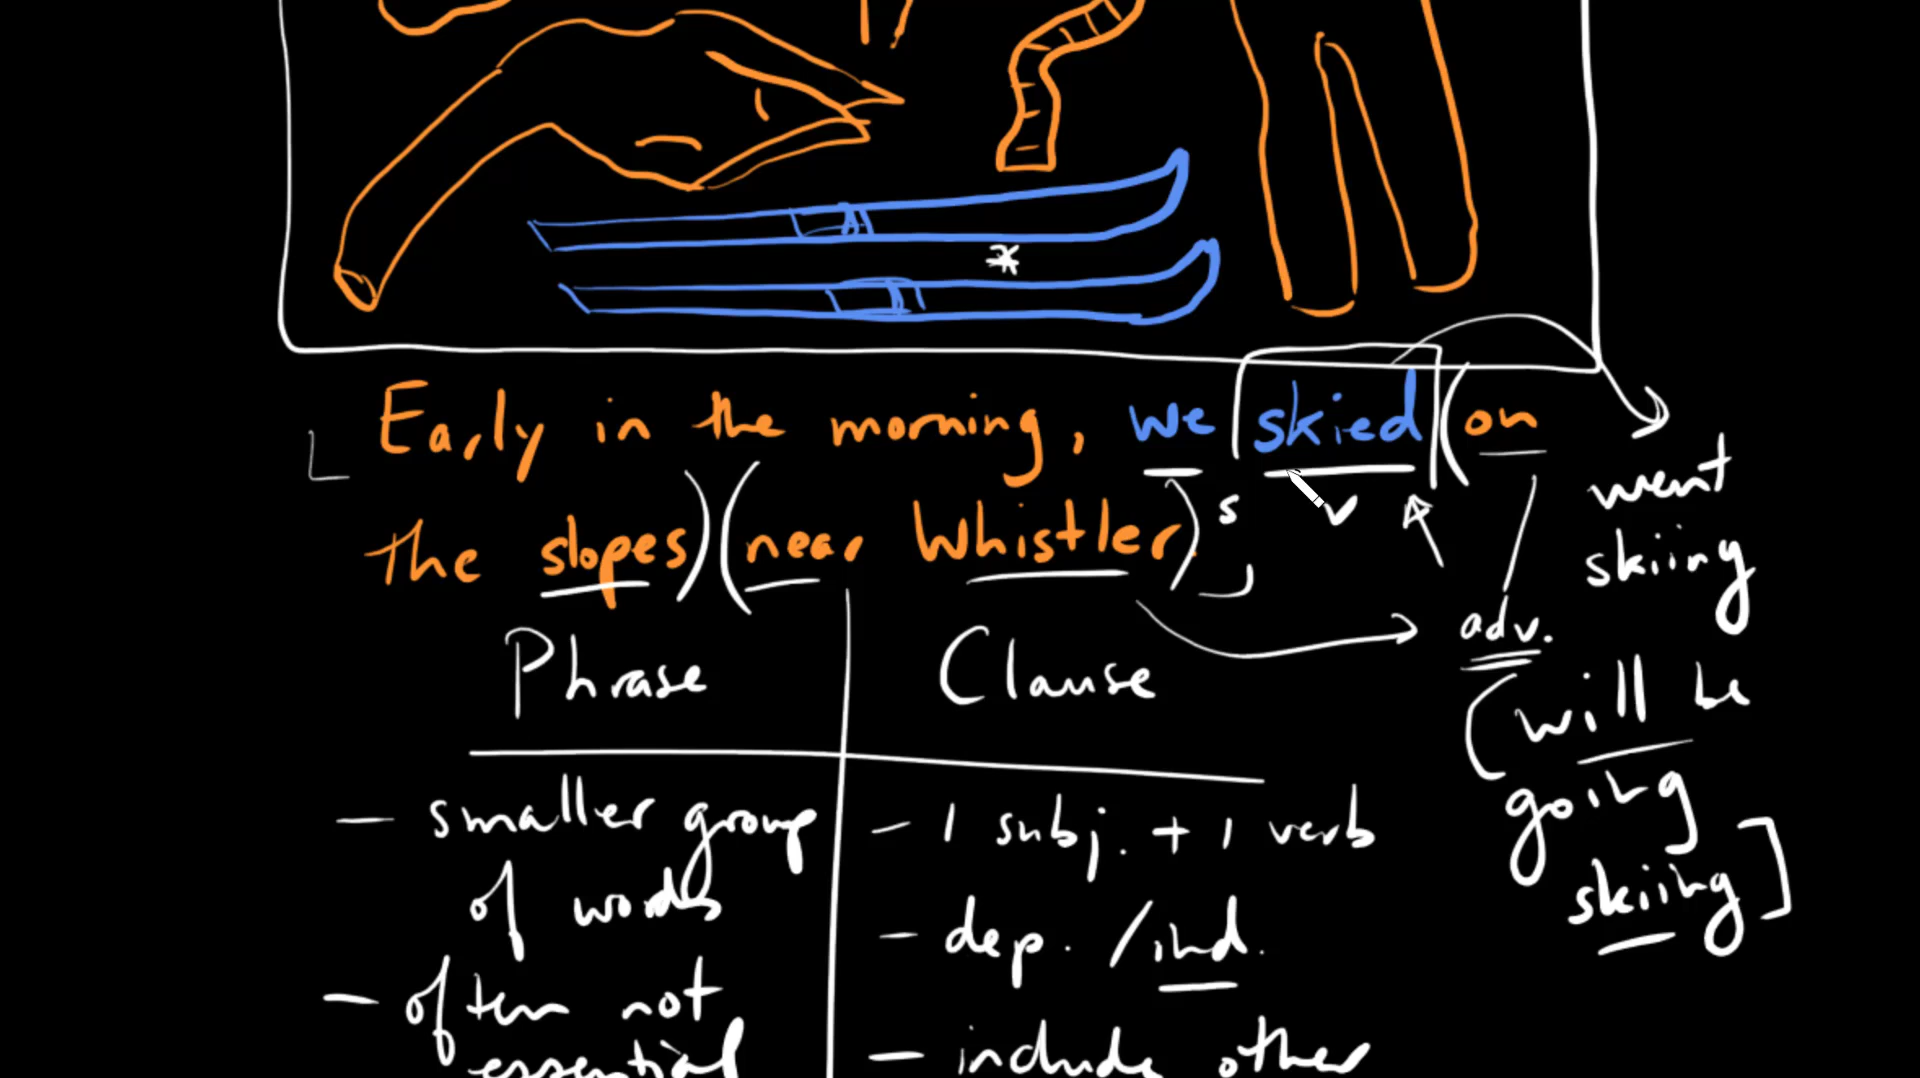 Early in the morning, we skied (on
the slopes) (near Whistler)
s
v
went
skiing
adv.
(will be
going
skiing]
Phrase
Clause
— smaller group
of words
— often not
essential
- 1 subj. + 1 verb
- dep. / ind.
— include other